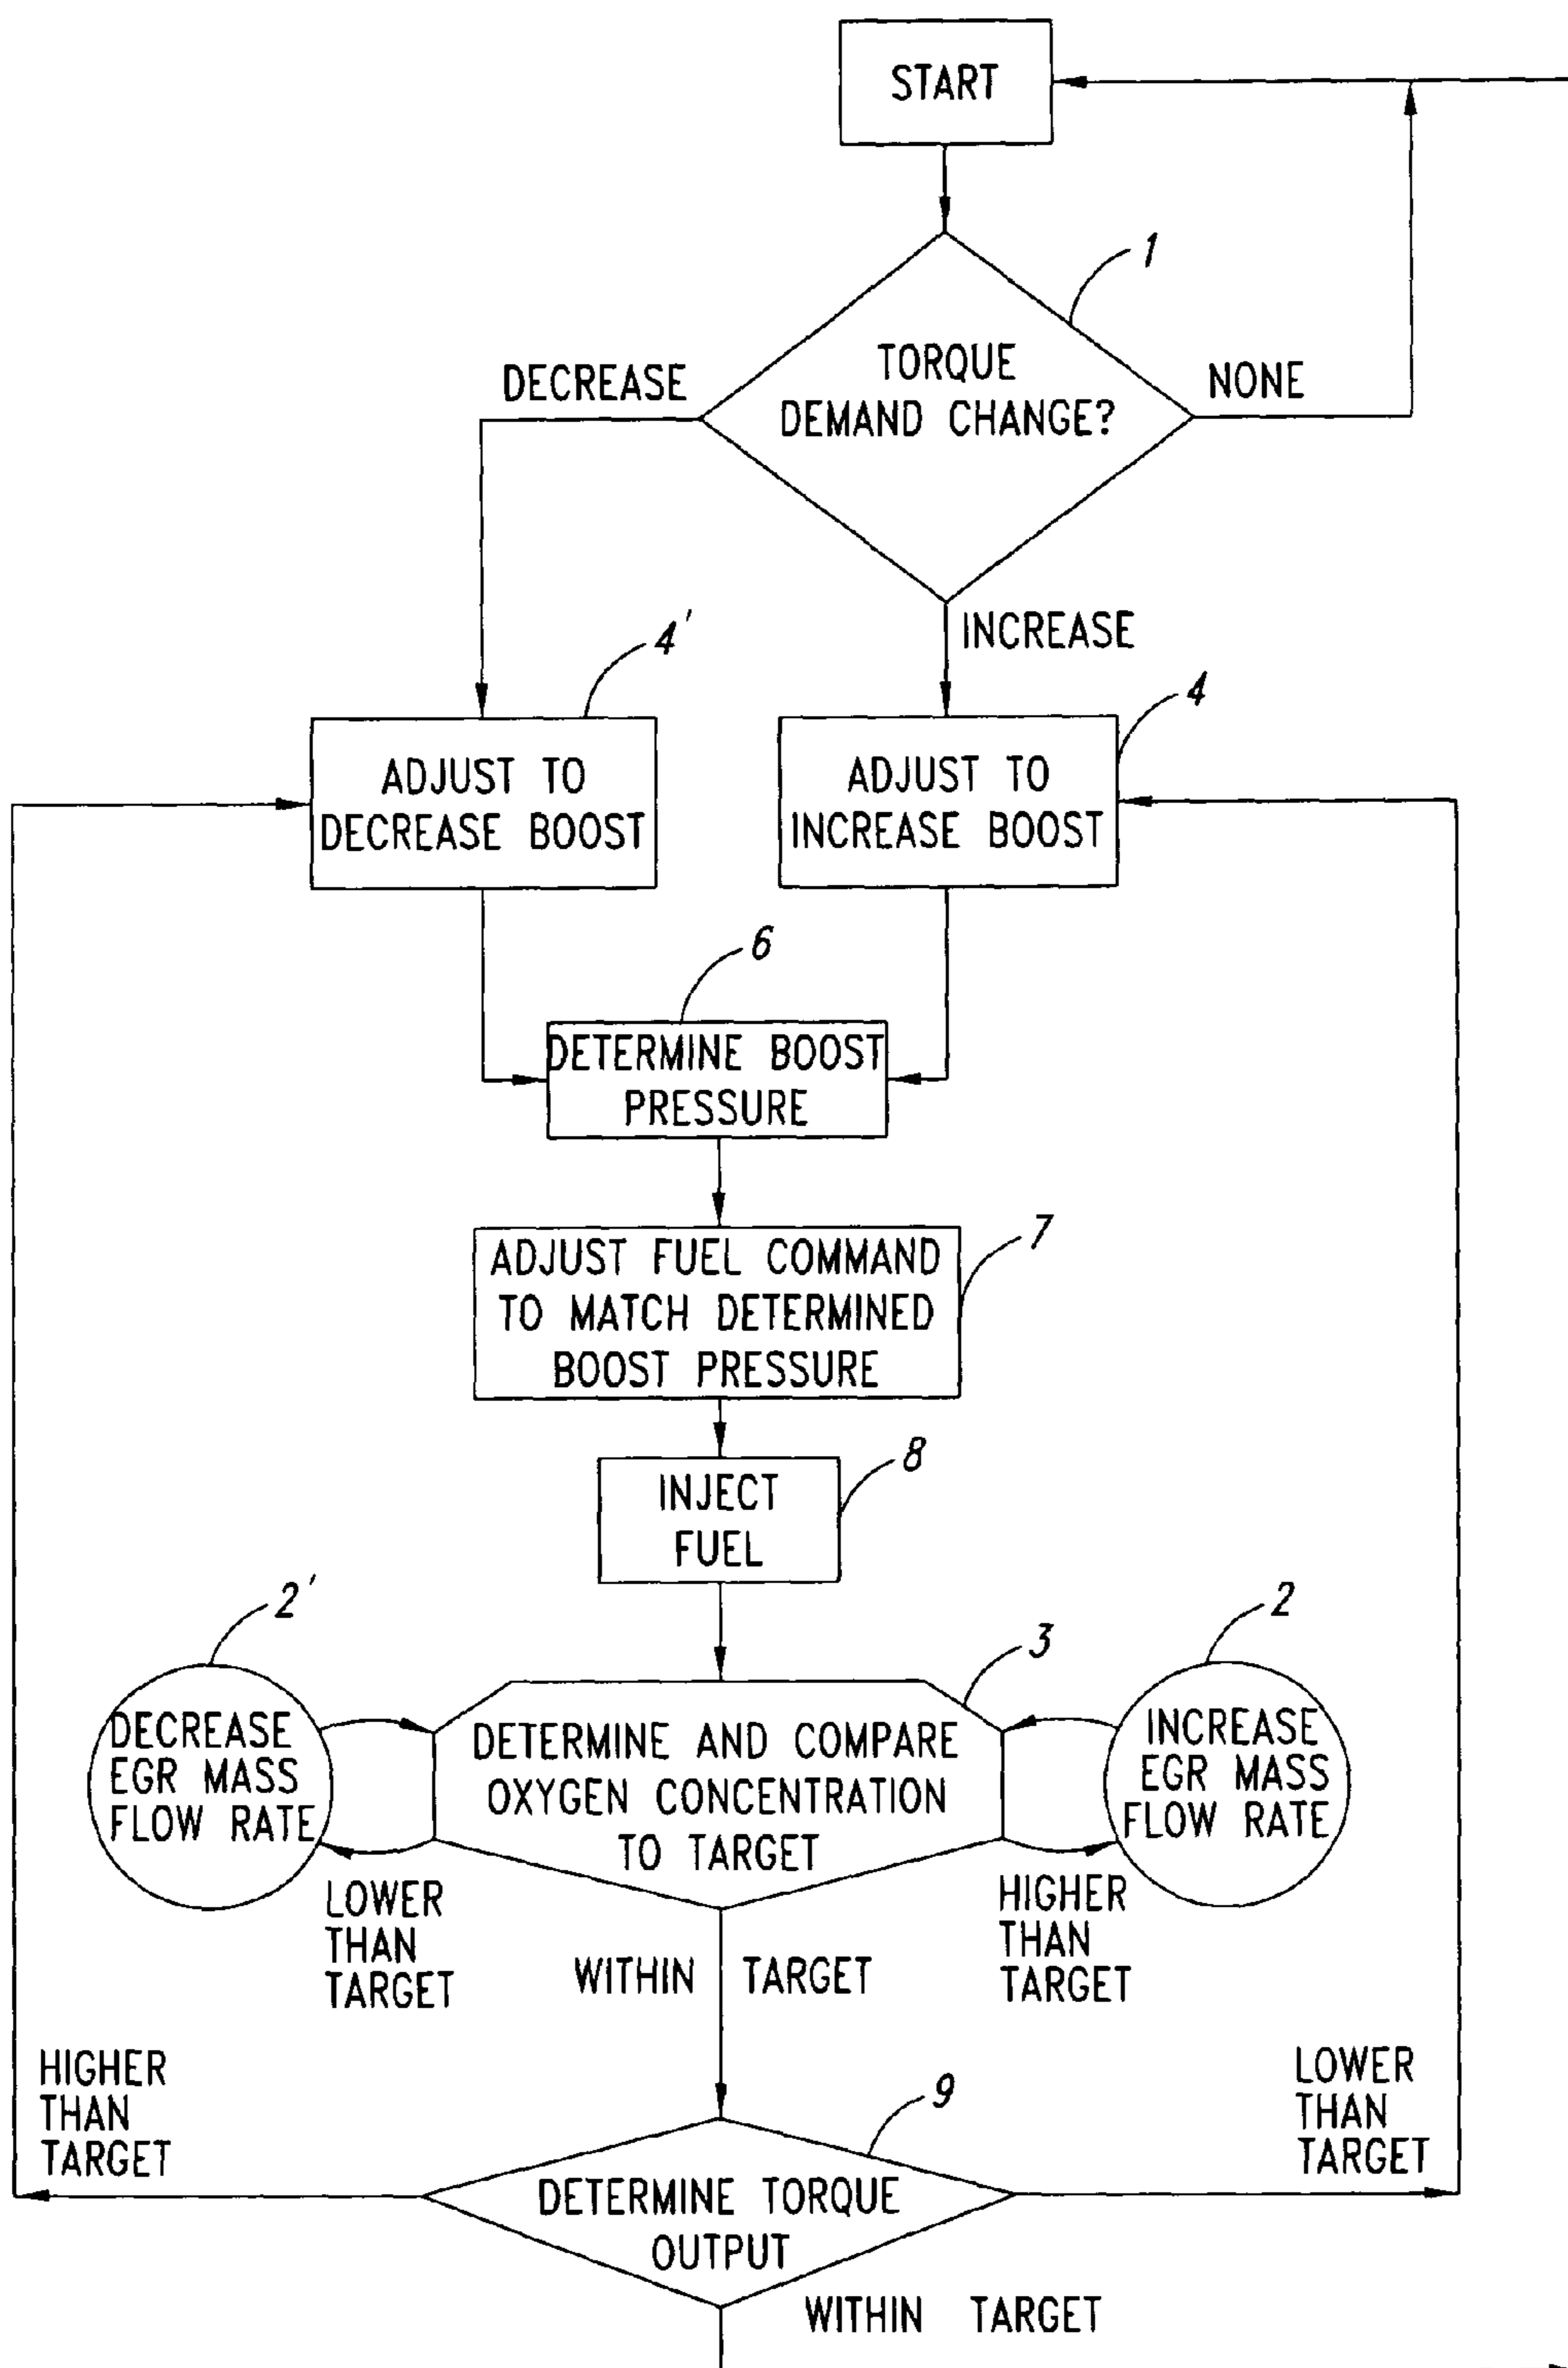 START
1
TORQUE
DEMAND CHANGE?
DECREASE
NONE
INCREASE
4'
4
ADJUST TO
DECREASE BOOST
ADJUST TO
INCREASE BOOST
6
DETERMINE BOOST
PRESSURE
7
ADJUST FUEL COMMAND
TO MATCH DETERMINED
BOOST PRESSURE
8
INJECT
FUEL
2'
2
3
DECREASE
EGR MASS
FLOW RATE
DETERMINE AND COMPARE
OXYGEN CONCENTRATION
TO TARGET
INCREASE
EGR MASS
FLOW RATE
LOWER
THAN
TARGET
WITHIN TARGET
HIGHER
THAN
TARGET
HIGHER
THAN
TARGET
LOWER
THAN
TARGET
9
DETERMINE TORQUE
OUTPUT
WITHIN TARGET